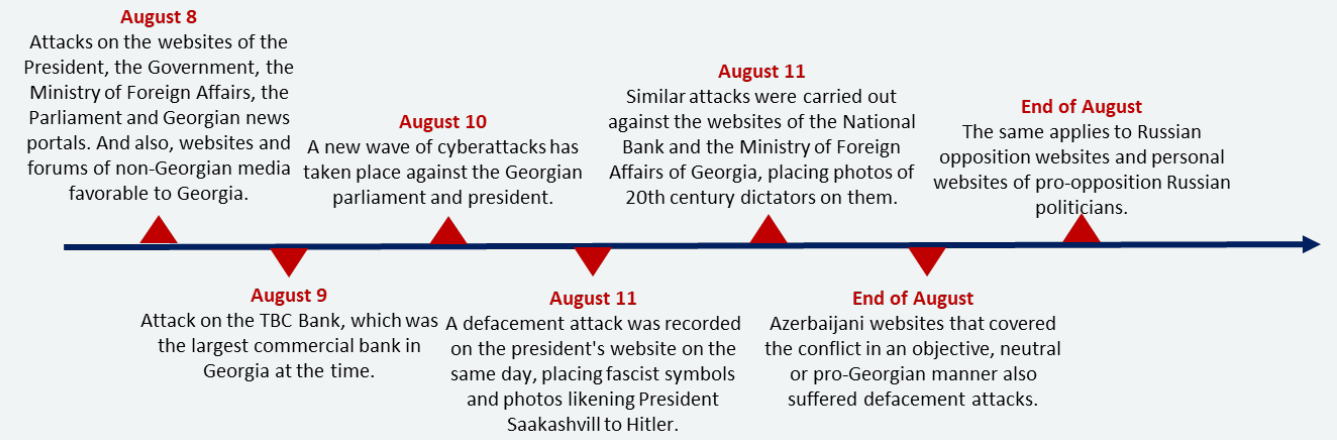 August 8
Attacks on the websites of the
President, the Government, the
Ministry of Foreign Affairs, the
Parliament and Georgian news
portals. And also, websites and
forums of non-Georgian media
favorable to Georgia.
August 9
Attack on the TBC Bank, which was
the largest commercial bank in
Georgia at the time.
August 10
A new wave of cyberattacks has
taken place against the Georgian
parliament and president.
August 11
A defacement attack was recorded
on the president's website on the
same day, placing fascist symbols
and photos likening President
Saakashvill to Hitler.
August 11
Similar attacks were carried out
against the websites of the National
Bank and the Ministry of Foreign
Affairs of Georgia, placing photos of
20th century dictators on them.
End of August
Azerbaijani websites that covered
the conflict in an objective, neutral
or pro-Georgian manner also
suffered defacement attacks.
End of August
The same applies to Russian
opposition websites and personal
websites of pro-opposition Russian
politicians.